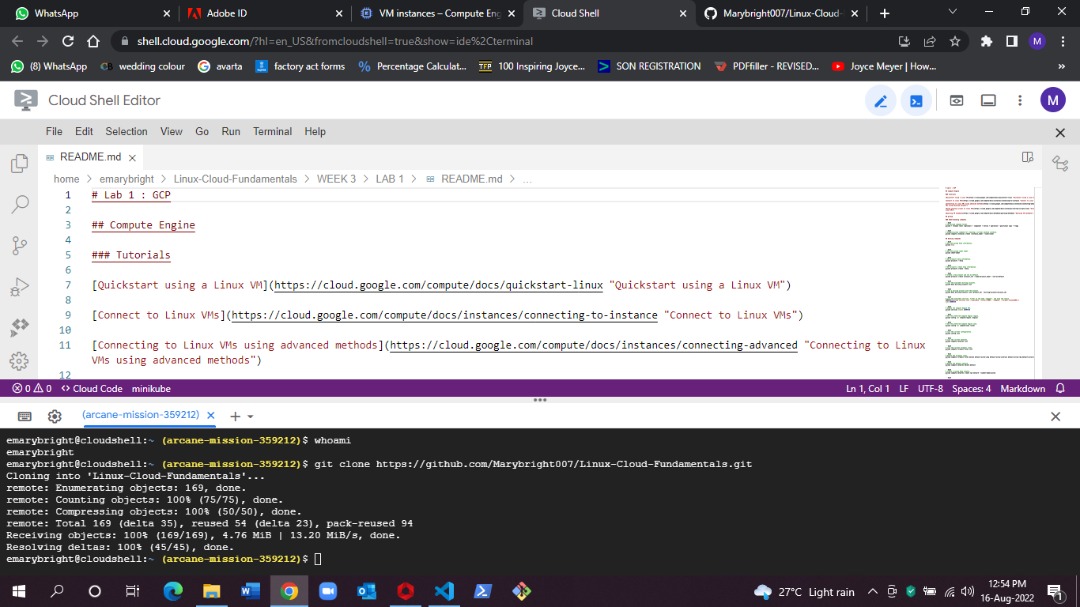 WhatsApp
Adobe ID
VM instances – Compute Eng
Cloud Shell
Marybright007/Linux-Cloud-
shell.cloud.google.com/?hl=en_US&fromcloudshell=true&show=ide%2Cterminal
M
(8) WhatsApp
wedding colour
avarta
factory act forms
Percentage Calculat...
100 Inspiring Joyce...
SON REGISTRATION
PDFfiller - REVISED...
Joyce Meyer | How...
»
Cloud Shell Editor
M
File Edit Selection View Go Run Terminal Help
README.md
home > emarybright > Linux-Cloud-Fundamentals > WEEK 3 > LAB 1 > README.md > ...
1 # Lab 1 : GCP
2
3 ## Compute Engine
4
5 ### Tutorials
6
7 [Quickstart using a Linux VM](https://cloud.google.com/compute/docs/quickstart-linux "Quickstart using a Linux VM")
8
9 [Connect to Linux VMs](https://cloud.google.com/compute/docs/instances/connecting-to-instance "Connect to Linux VMs")
10
11 [Connecting to Linux VMs using advanced methods](https://cloud.google.com/compute/docs/instances/connecting-advanced "Connecting to Linux
VMs using advanced methods")
12
0 0 <> Cloud Code minikube
Ln 1, Col 1 LF UTF-8 Spaces: 4 Markdown
(arcane-mission-359212)
emarybright@cloudshell:~ (arcane-mission-359212)$ whoami
emarybright
emarybright@cloudshell:~ (arcane-mission-359212)$ git clone https://github.com/Marybright007/Linux-Cloud-Fundamentals.git
Cloning into 'Linux-Cloud-Fundamentals'...
remote: Enumerating objects: 169, done.
remote: Counting objects: 100% (75/75), done.
remote: Compressing objects: 100% (50/50), done.
remote: Total 169 (delta 35), reused 54 (delta 23), pack-reused 94
Receiving objects: 100% (169/169), 4.76 MiB | 13.20 MiB/s, done.
Resolving deltas: 100% (45/45), done.
emarybright@cloudshell:~ (arcane-mission-359212)$
27°C Light rain
12:54 PM
16-Aug-2022
1